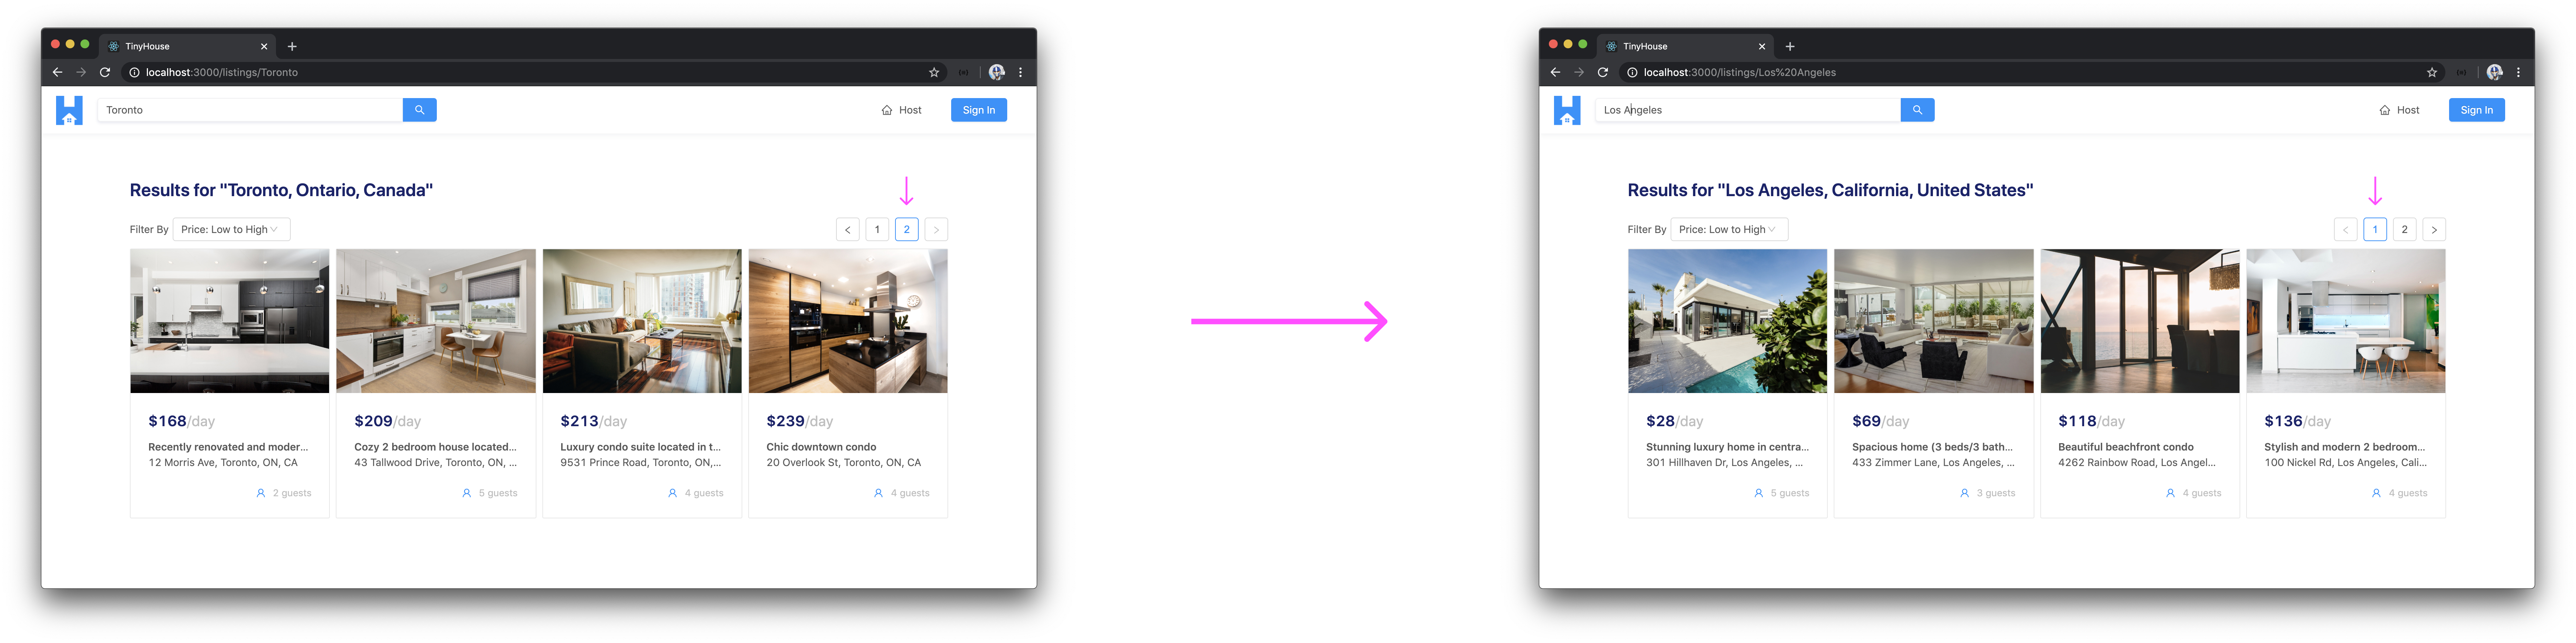 TinyHouse
localhost:3000/listings/Toronto
Toronto
Host
Sign In
Results for "Toronto, Ontario, Canada"
Filter By Price: Low to High
1 2
$168/day
Recently renovated and moder...
12 Morris Ave, Toronto, ON, CA
2 guests
$209/day
Cozy 2 bedroom house located...
43 Tallwood Drive, Toronto, ON, ...
5 guests
$213/day
Luxury condo suite located in t...
9531 Prince Road, Toronto, ON,...
4 guests
$239/day
Chic downtown condo
20 Overlook St, Toronto, ON, CA
4 guests
TinyHouse
localhost:3000/listings/Los%20Angeles
Los Angeles
Host
Sign In
Results for "Los Angeles, California, United States"
Filter By Price: Low to High
1 2
$28/day
Stunning luxury home in centra...
301 Hillhaven Dr, Los Angeles, ...
5 guests
$69/day
Spacious home (3 beds/3 bath...
433 Zimmer Lane, Los Angeles, ...
3 guests
$118/day
Beautiful beachfront condo
4262 Rainbow Road, Los Angel...
4 guests
$136/day
Stylish and modern 2 bedroom...
100 Nickel Rd, Los Angeles, Cali...
4 guests